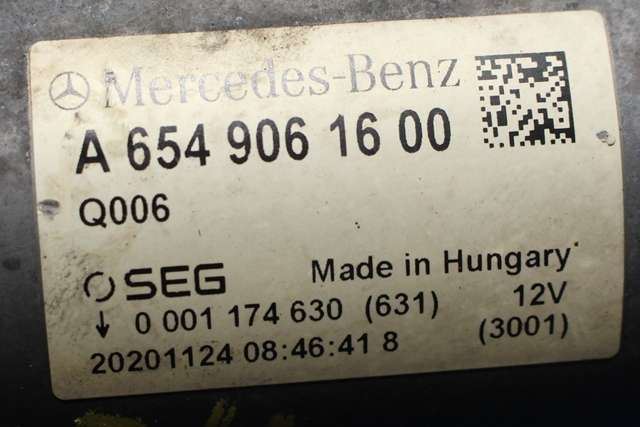 Mercedes-Benz
A 654 906 16 00
Q006
SEG Made in Hungary
0 001 174 630 (631) 12V
20201124 08:46:41 8 (3001)